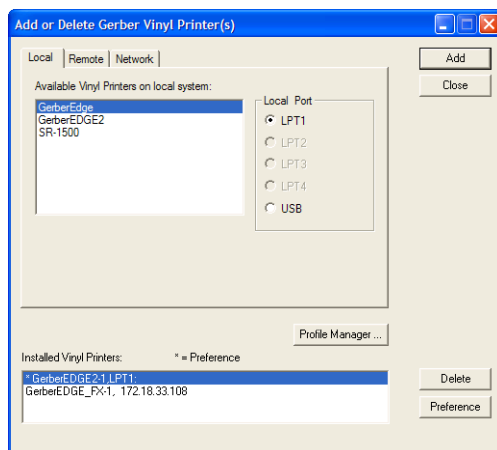 Add or Delete Gerber Vinyl Printer(s)
Local Remote Network
Add
Close
Available Vinyl Printers on local system:
GerberEdge
GerberEDGE2
SR-1500
Local Port
LPT1
LPT2
LPT3
LPT4
USB
Profile Manager ...
Installed Vinyl Printers: * = Preference
* GerberEDGE2-1,LPT1:
GerberEDGE_FX-1, 172.18.33.108
Delete
Preference